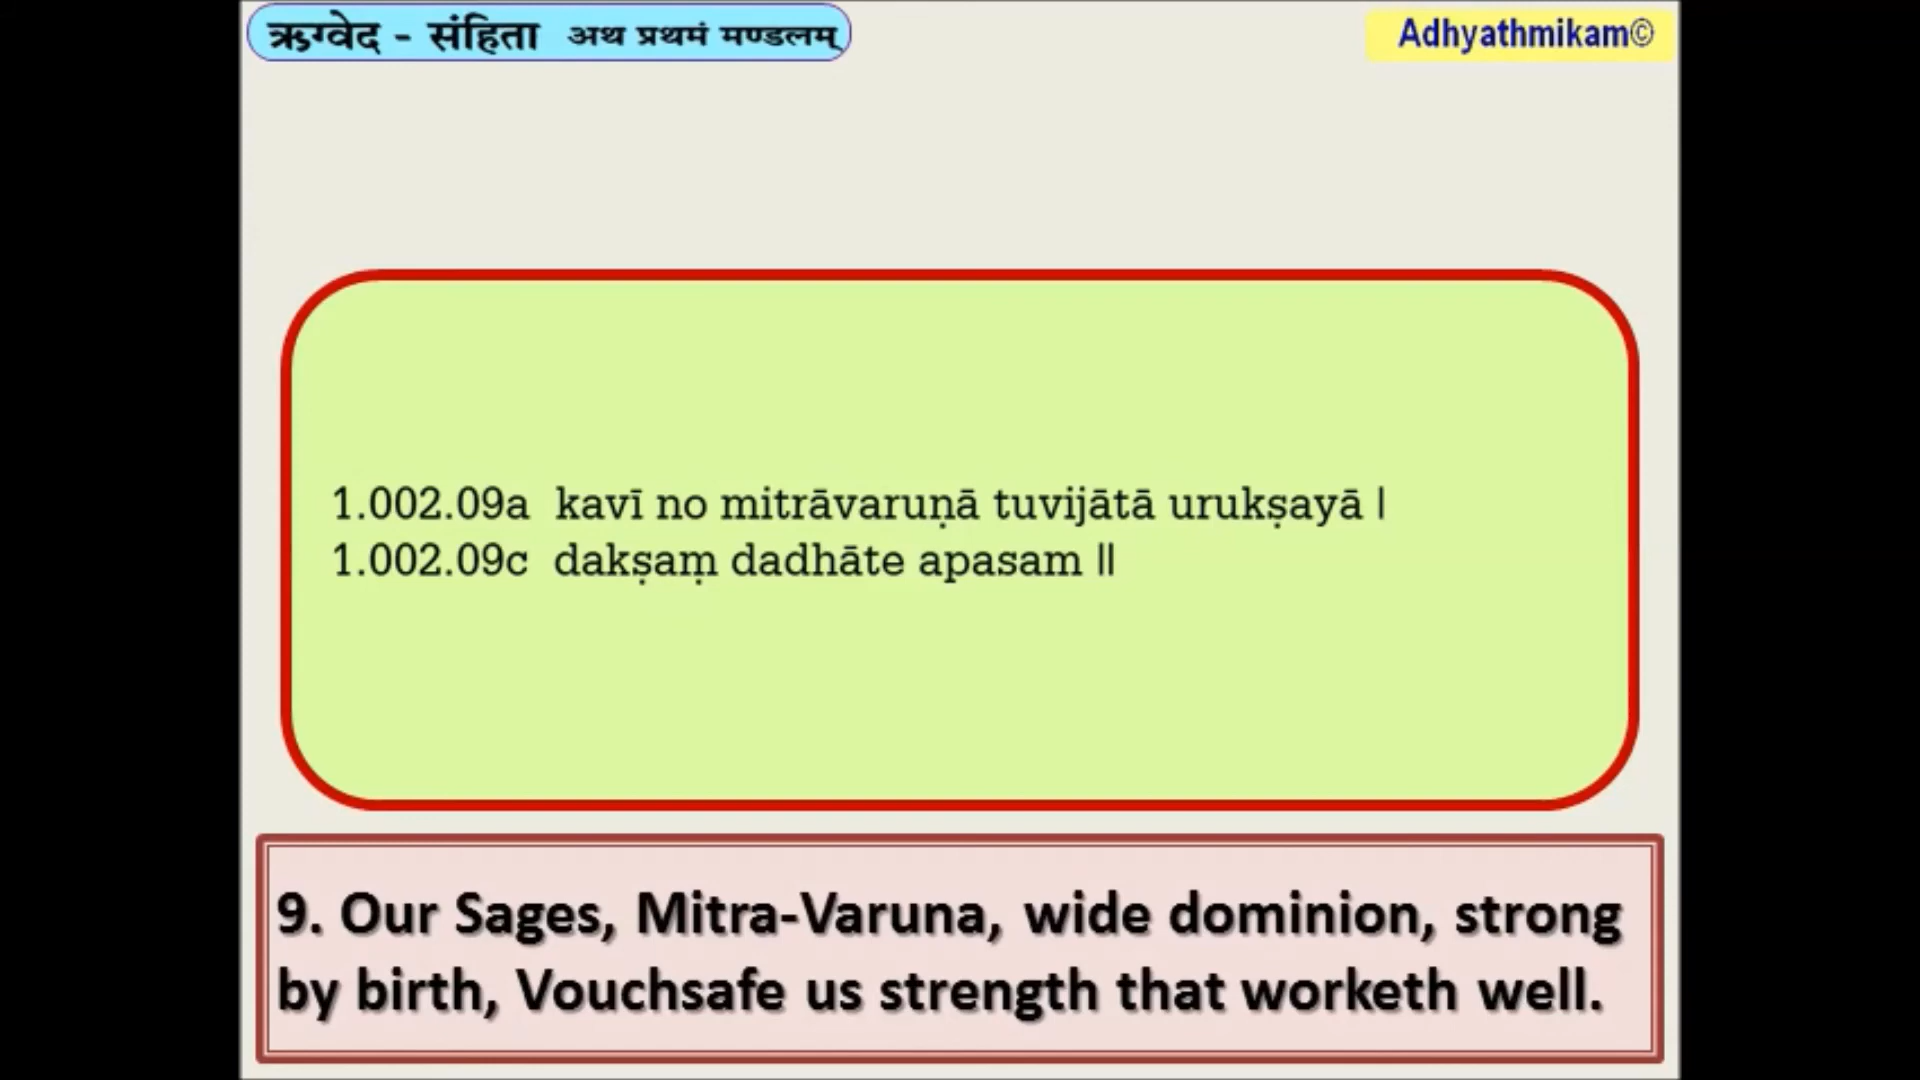 ऋग्वेद - संहिता अथ प्रथमं मण्डलम्
Adhyathmikam©
1.002.09a kavī no mitrāvaruṇā tuvijātā urukṣayā |
1.002.09c dakṣaṃ dadhāte apasam ||
9. Our Sages, Mitra-Varuna, wide dominion, strong
by birth, Vouchsafe us strength that worketh well.